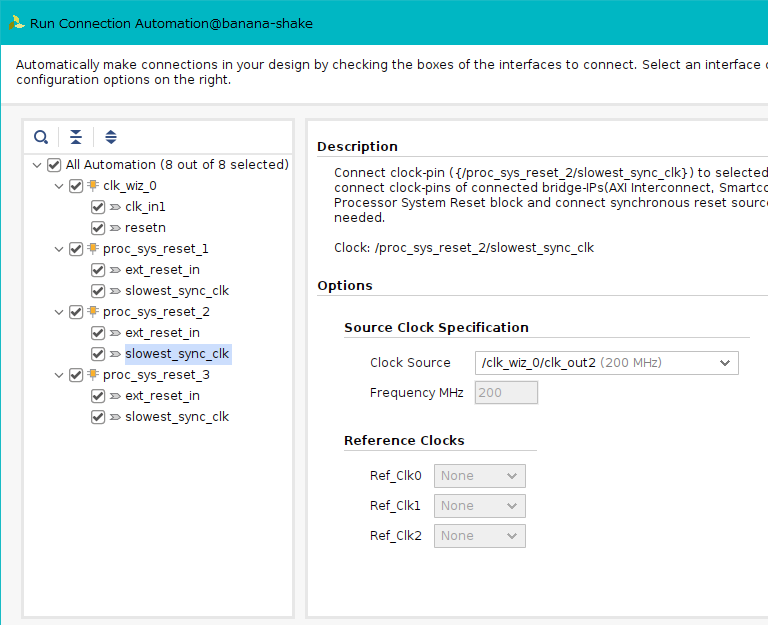 Run Connection Automation@banana-shake
Automatically make connections in your design by checking the boxes of the interfaces to connect. Select an interface
configuration options on the right.
All Automation (8 out of 8 selected)
clk_wiz_0
clk_in1
resetn
proc_sys_reset_1
ext_reset_in
slowest_sync_clk
proc_sys_reset_2
ext_reset_in
slowest_sync_clk
proc_sys_reset_3
ext_reset_in
slowest_sync_clk
Description
Connect clock-pin ({/proc_sys_reset_2/slowest_sync_clk}) to selected
connect clock-pins of connected bridge-IPs(AXI Interconnect, Smartco
Processor System Reset block and connect synchronous reset sourc
needed.
Clock: /proc_sys_reset_2/slowest_sync_clk
Options
Source Clock Specification
Clock Source /clk_wiz_0/clk_out2 (200 MHz)
Frequency MHz 200
Reference Clocks
Ref_Clk0 None
Ref_Clk1 None
Ref_Clk2 None